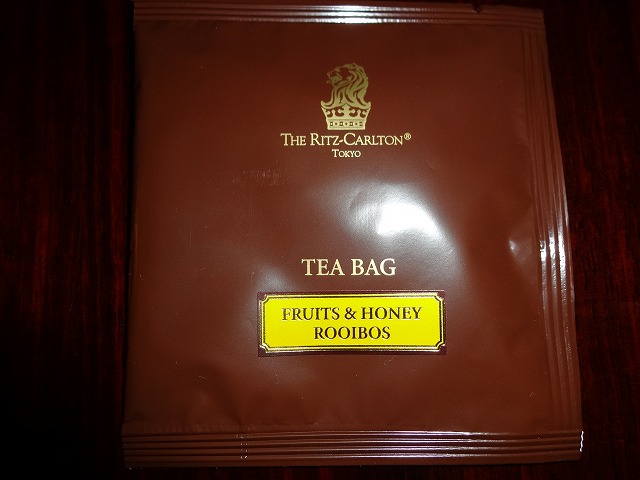 THE RITZ-CARLTON®
TOKYO
TEA BAG
FRUITS & HONEY
ROOIBOS